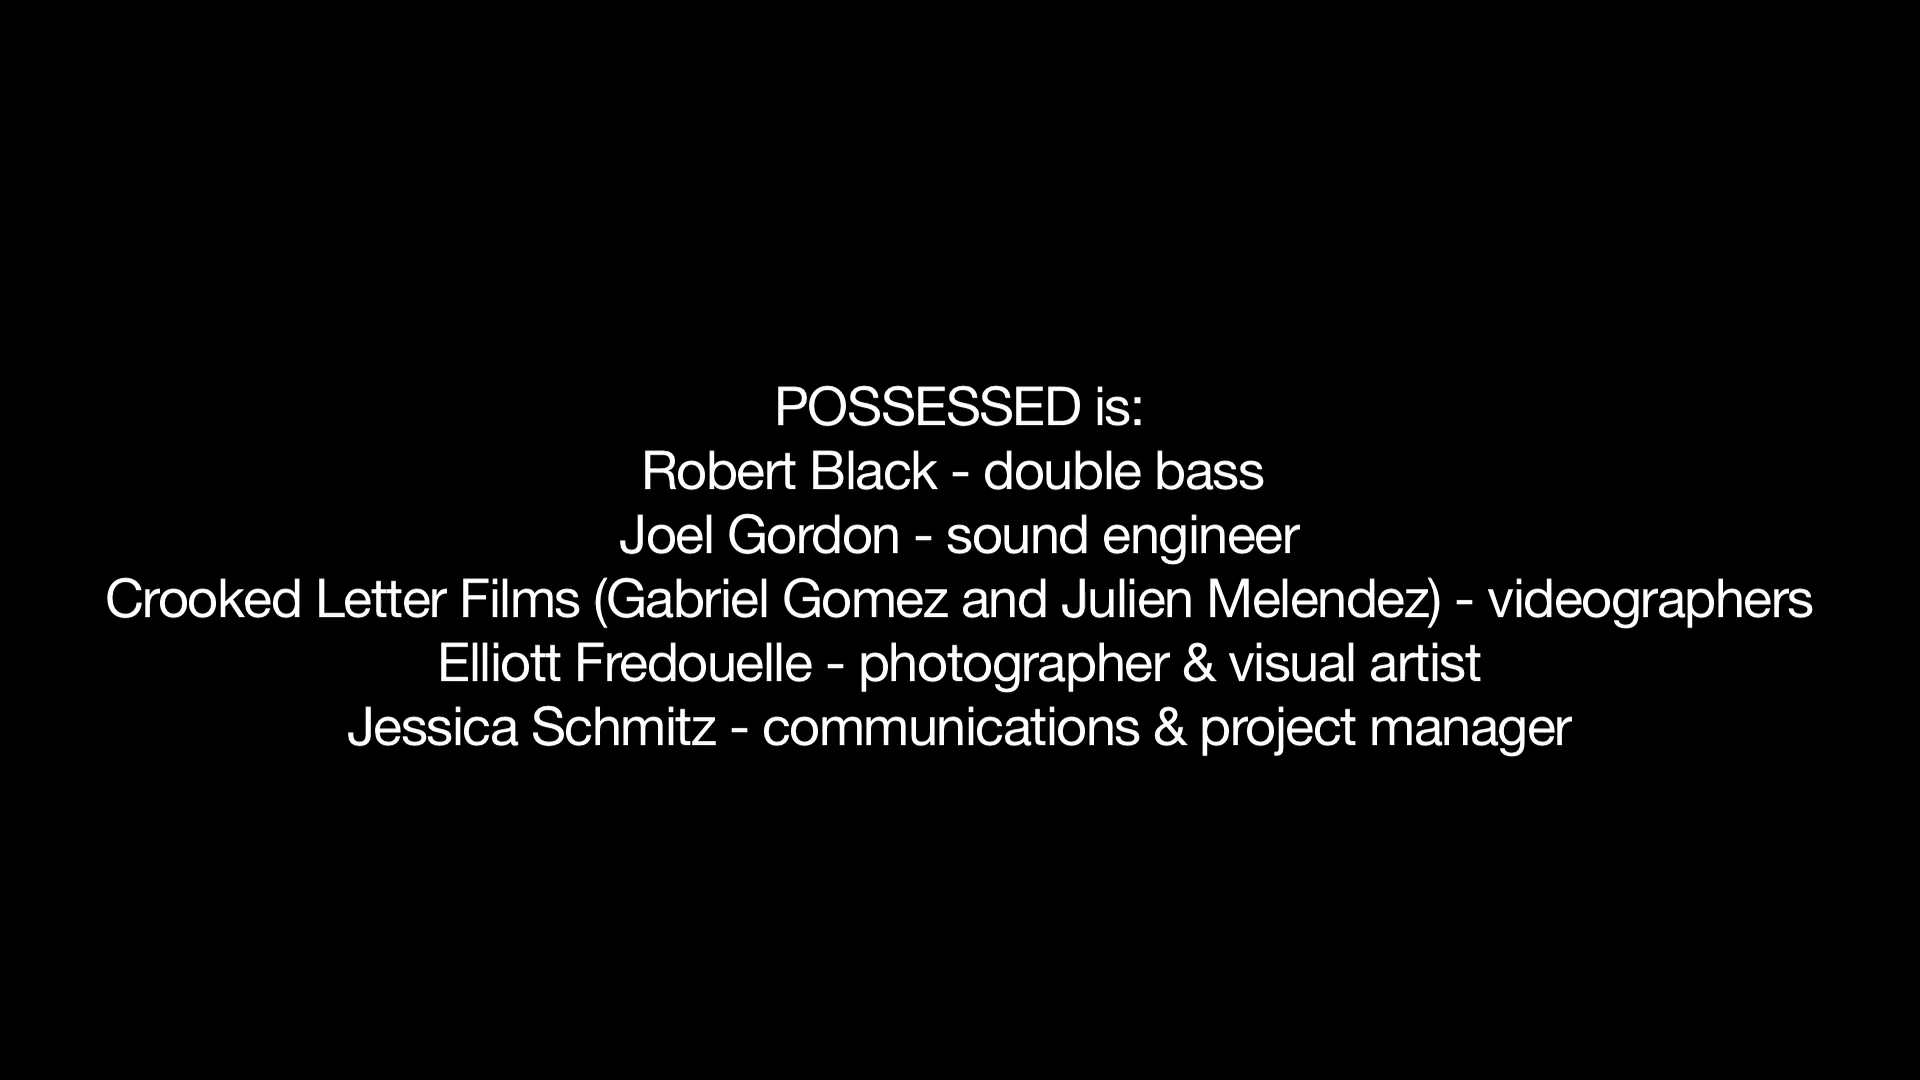 POSSESSED is:
Robert Black - double bass
Joel Gordon - sound engineer
Crooked Letter Films (Gabriel Gomez and Julien Melendez) - videographers
Elliott Fredouelle - photographer & visual artist
Jessica Schmitz - communications & project manager